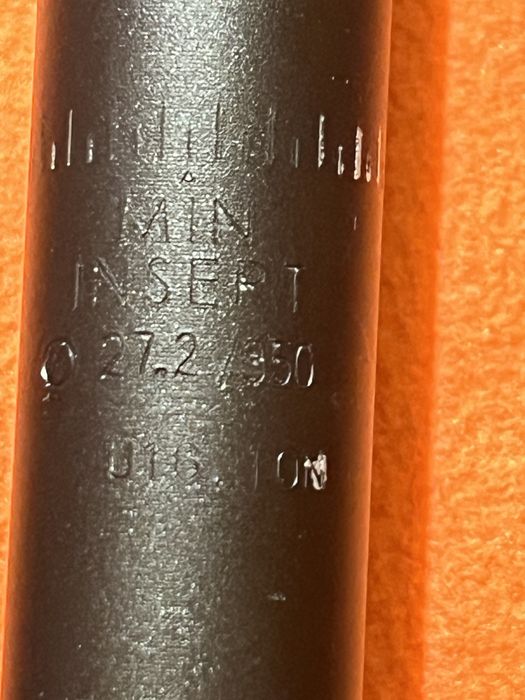 MIN
INSERT
Ø 27.2 /350